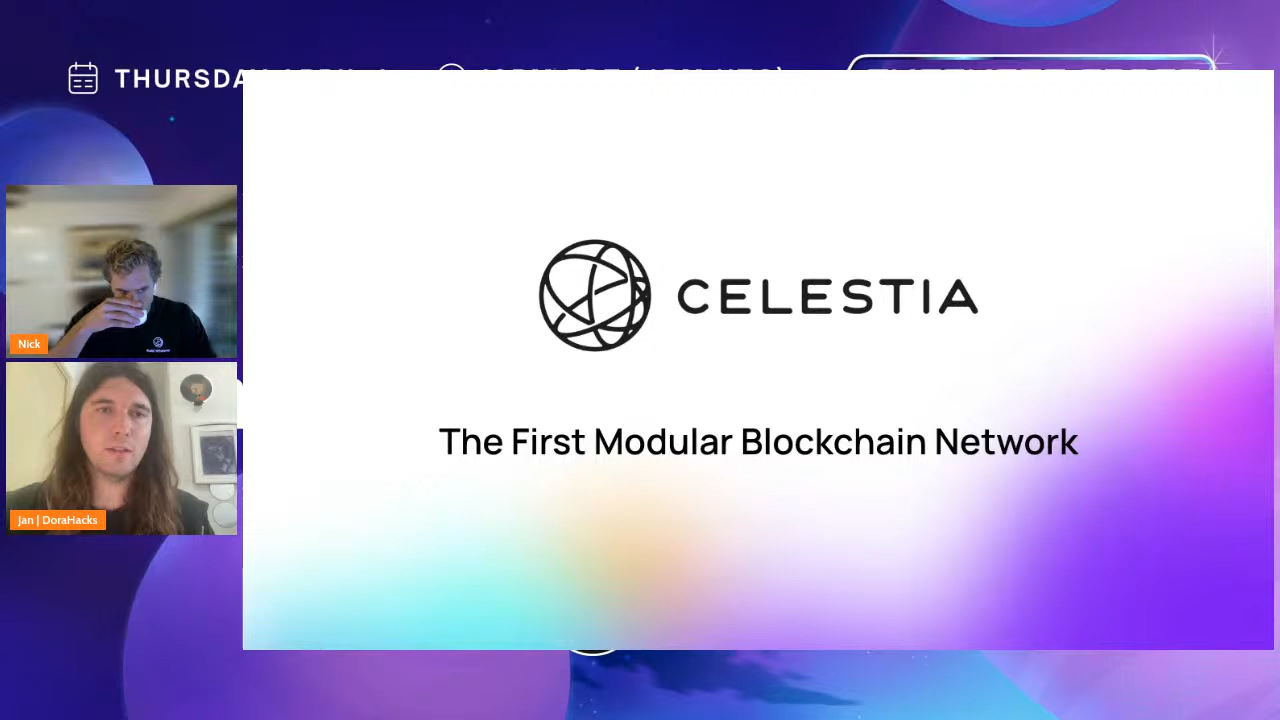 THURSDA
Nick
Jan | DoraHacks
CELESTIA
The First Modular Blockchain Network